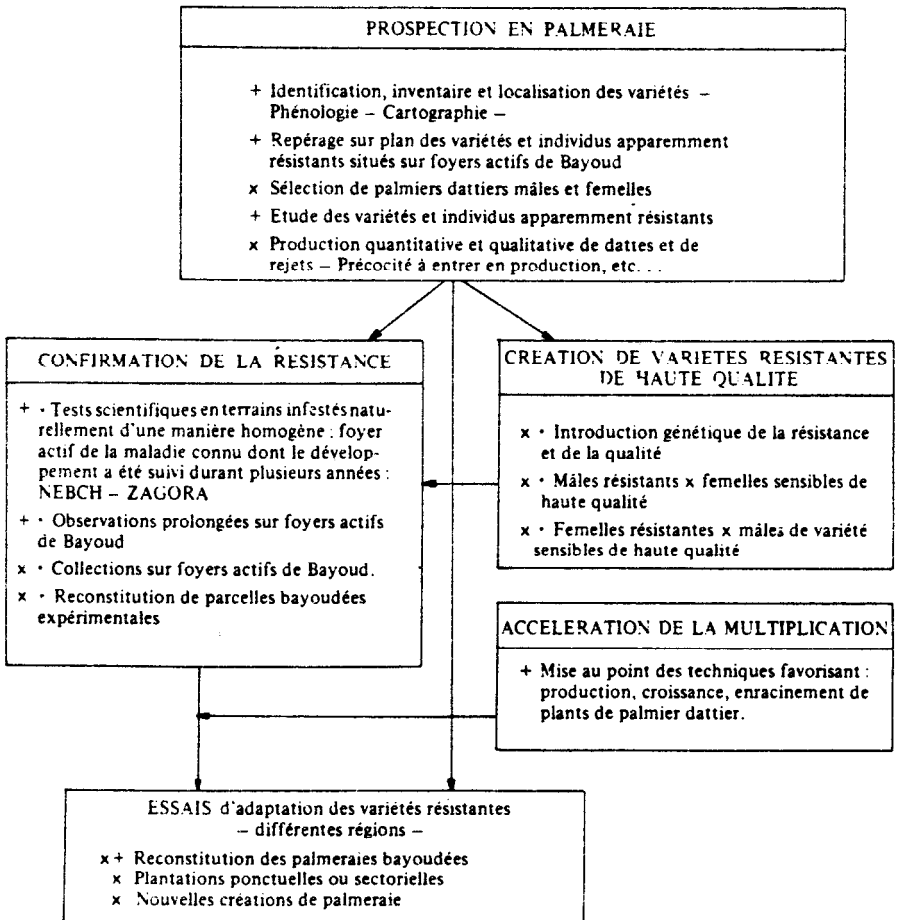 PROSPECTION EN PALMERAIE
+ Identification, inventaire et localisation des variétés –
Phénologie – Cartographie –
+ Repérage sur plan des variétés et individus apparemment
résistants situés sur foyers actifs de Bayoud
x Sélection de palmiers dattiers mâles et femelles
+ Etude des variétés et individus apparemment résistants
x Production quantitative et qualitative de dattes et de
rejets – Précocité à entrer en production, etc. . .
CONFIRMATION DE LA RESISTANCE
+ · Tests scientifiques en terrains infestés natu-
rellement d'une manière homogène : foyer
actif de la maladie connu dont le dévelop-
pement a été suivi durant plusieurs années :
NEBCH – ZAGORA
+ · Observations prolongées sur foyers actifs
de Bayoud
x · Collections sur foyers actifs de Bayoud.
x · Reconstitution de parcelles bayoudées
expérimentales
CREATION DE VARIETES RESISTANTES
DE HAUTE QUALITE
x · Introduction génétique de la résistance
et de la qualité
x · Mâles résistants x femelles sensibles de
haute qualité
x · Femelles résistantes x mâles de variété
sensibles de haute qualité
ACCELERATION DE LA MULTIPLICATION
+ Mise au point des techniques favorisant :
production, croissance, enracinement de
plants de palmier dattier.
ESSAIS d'adaptation des variétés résistantes
– différentes régions –
x + Reconstitution des palmeraies bayoudées
x Plantations ponctuelles ou sectorielles
x Nouvelles créations de palmeraie